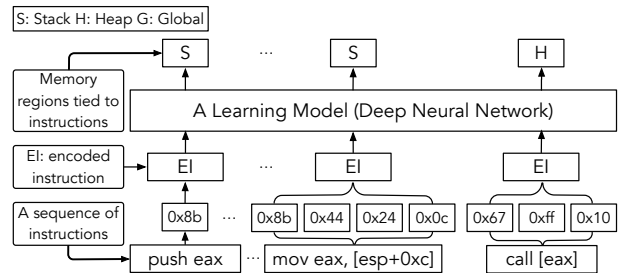 S: Stack H: Heap G: Global
S ... S H
Memory
regions tied to
instructions
A Learning Model (Deep Neural Network)
EI: encoded
instruction
EI ... EI EI
0x8b ... 0x8b 0x44 0x24 0x0c 0x67 0xff 0x10
A sequence of
instructions
push eax ... mov eax, [esp+0xc] call [eax]